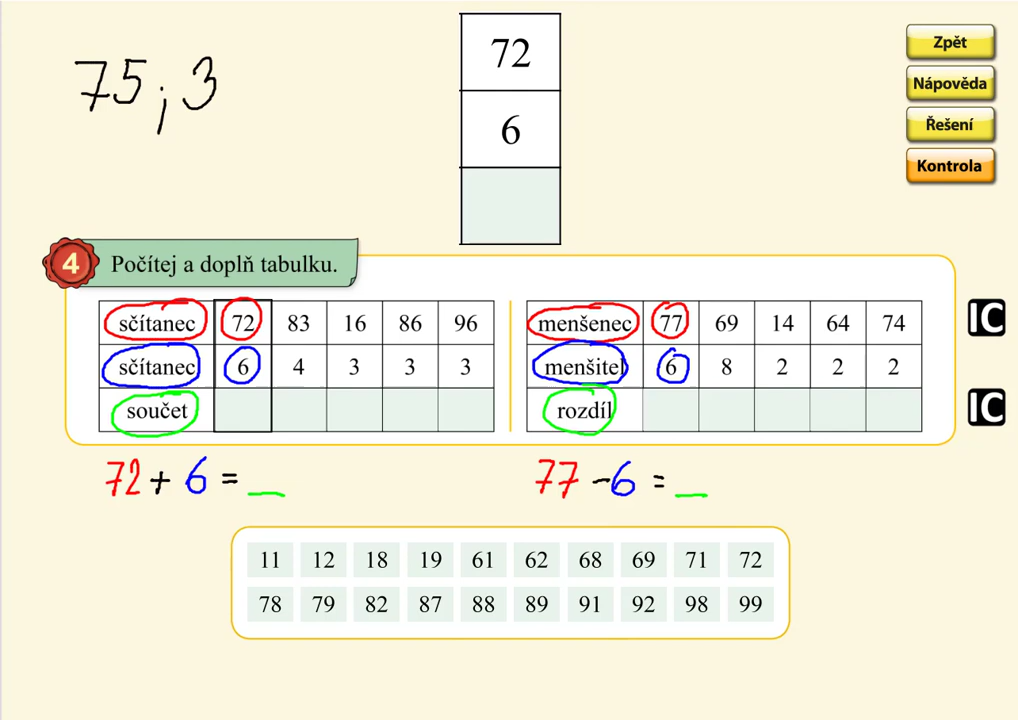 75; 3
72
6
Zpět
Nápověda
Řešení
Kontrola
4 Počítej a doplň tabulku.
sčítanec 72 83 16 86 96
sčítanec 6 4 3 3 3
součet
menšenec 77 69 14 64 74
menšitel 6 8 2 2 2
rozdíl
IC
IC
72 + 6 = _
77 - 6 = _
11 12 18 19 61 62 68 69 71 72
78 79 82 87 88 89 91 92 98 99